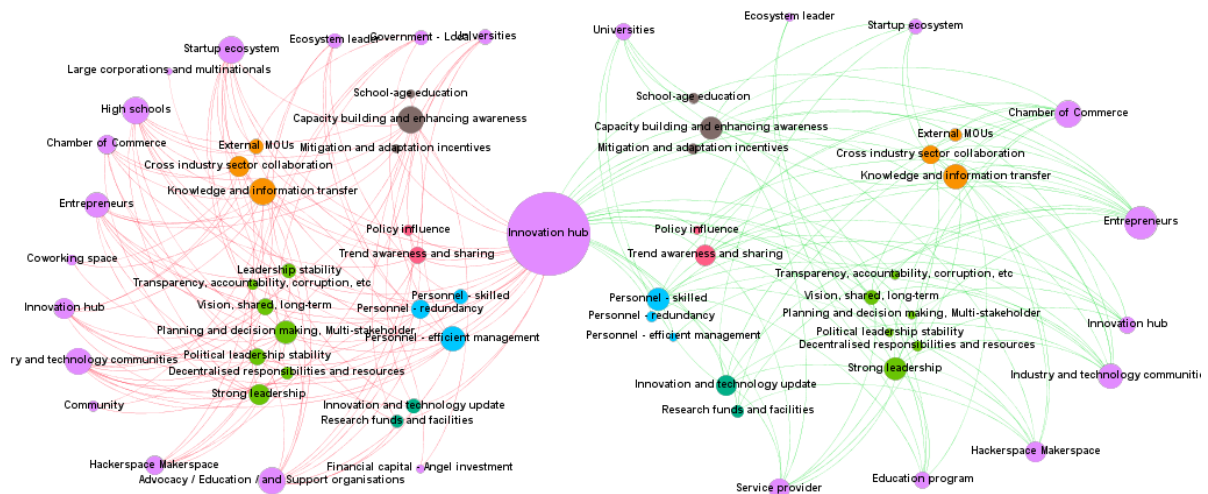 Ecosystem leader
Startup ecosystem
Ecosystem leader
Government - Local
Universities
Universities
Startup ecosystem
Large corporations and multinationals
School-age education
School-age education
High schools
Chamber of Commerce
Capacity building and enhancing awareness
Capacity building and enhancing awareness
External MOUs
Chamber of Commerce
External MOUs
Mitigation and adaptation incentives
Mitigation and adaptation incentives
Cross industry sector collaboration
Cross industry sector collaboration
Knowledge and information transfer
Knowledge and information transfer
Entrepreneurs
Entrepreneurs
Policy influence
Innovation hub
Policy influence
Trend awareness and sharing
Trend awareness and sharing
Coworking space
Leadership stability
Transparency, accountability, corruption, etc
Transparency, accountability, corruption, etc
Personnel - skilled
Personnel - skilled
Vision, shared, long-term
Vision, shared, long-term
Innovation hub
Personnel - redundancy
Personnel - redundancy
Planning and decision making, Multi-stakeholder
Innovation hub
Planning and decision making, Multi-stakeholder
Personnel - efficient management
Personnel - efficient management
Political leadership stability
Decentralised responsibilities and resources
Political leadership stability
ry and technology communities
Decentralised responsibilities and resources
Strong leadership
Industry and technology communiti
Innovation and technology update
Strong leadership
Community
Innovation and technology update
Research funds and facilities
Research funds and facilities
Hackerspace Makerspace
Hackerspace Makerspace
Financial capital - Angel investment
Advocacy / Education / and Support organisations
Education program
Service provider